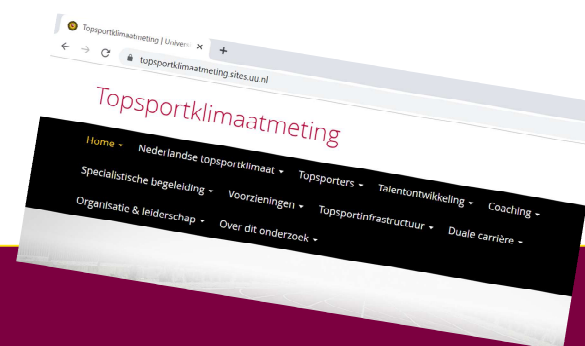 Topsportklimaatmeting | Univers
topsportklimaatmeting.sites.uu.nl
Topsportklimaatmeting
Home Nederlandse topsportklimaat Topsporters Talentontwikkeling Coaching
Specialistische begeleiding Voorzieningen Topsportinfrastructuur Duale carrière
Organisatie & leiderschap Over dit onderzoek